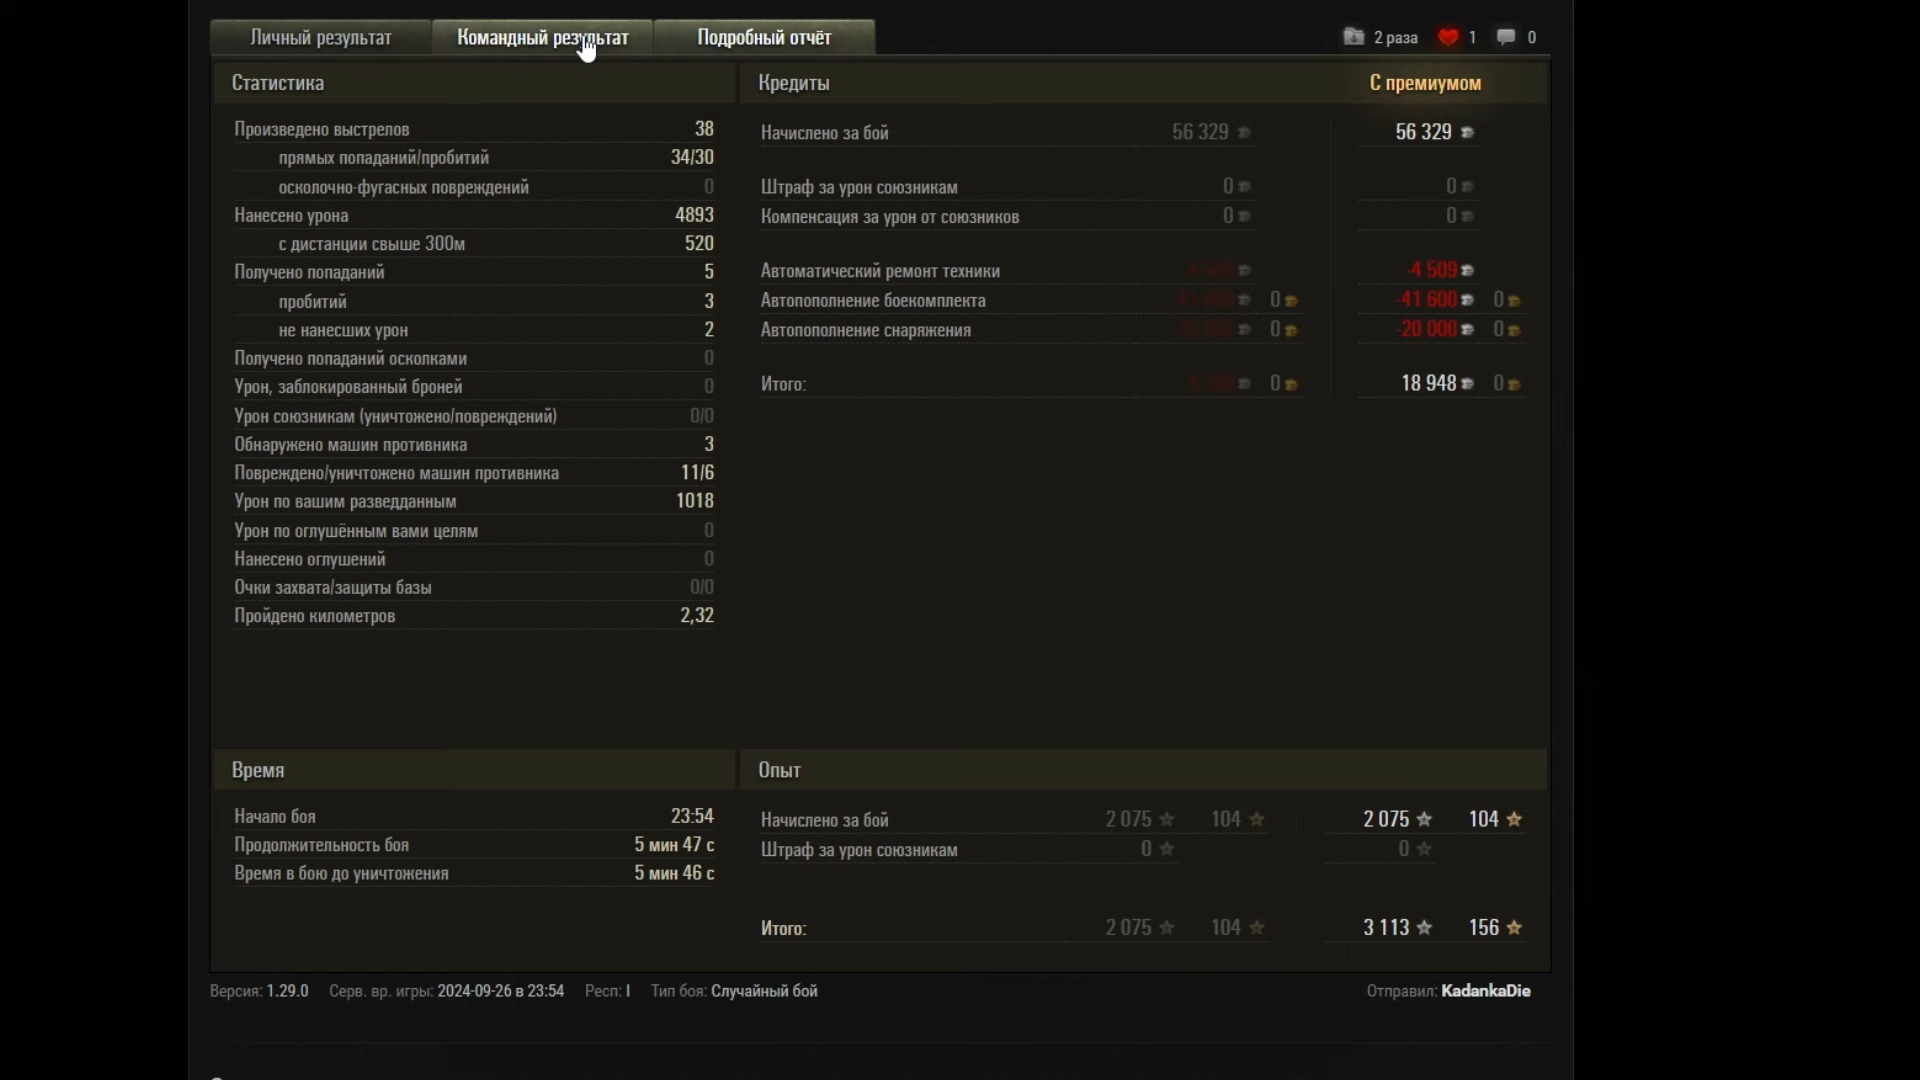 Личный результат
Командный результат
Подробный отчёт
2 раза 1 0
Статистика
Произведено выстрелов 38
прямых попаданий/пробитий 34/30
осколочно-фугасных повреждений 0
Нанесено урона 4893
с дистанции свыше 300м 520
Получено попаданий 5
пробитий 3
не нанесших урон 2
Получено попаданий осколками 0
Урон, заблокированный броней 0
Урон союзникам (уничтожено/повреждений) 0/0
Обнаружено машин противника 3
Повреждено/уничтожено машин противника 11/6
Урон по вашим разведданным 1018
Урон по оглушённым вами целям 0
Нанесено оглушений 0
Очки захвата/защиты базы 0/0
Пройдено километров 2,32
Кредиты С премиумом
Начислено за бой 56 329 56 329
Штраф за урон союзникам 0 0
Компенсация за урон от союзников 0 0
Автоматический ремонт техники -4 509
Автопополнение боекомплекта 0 -41 600 0
Автопополнение снаряжения 0 -20 000 0
Итого: 0 18 948 0
Время
Начало боя 23:54
Продолжительность боя 5 мин 47 с
Время в бою до уничтожения 5 мин 46 с
Опыт
Начислено за бой 2 075 104 2 075 104
Штраф за урон союзникам 0 0
Итого: 2 075 104 3 113 156
Версия: 1.29.0 Серв. вр. игры: 2024-09-26 в 23:54 Респ: I Тип боя: Случайный бой Отправил: KadankaDie